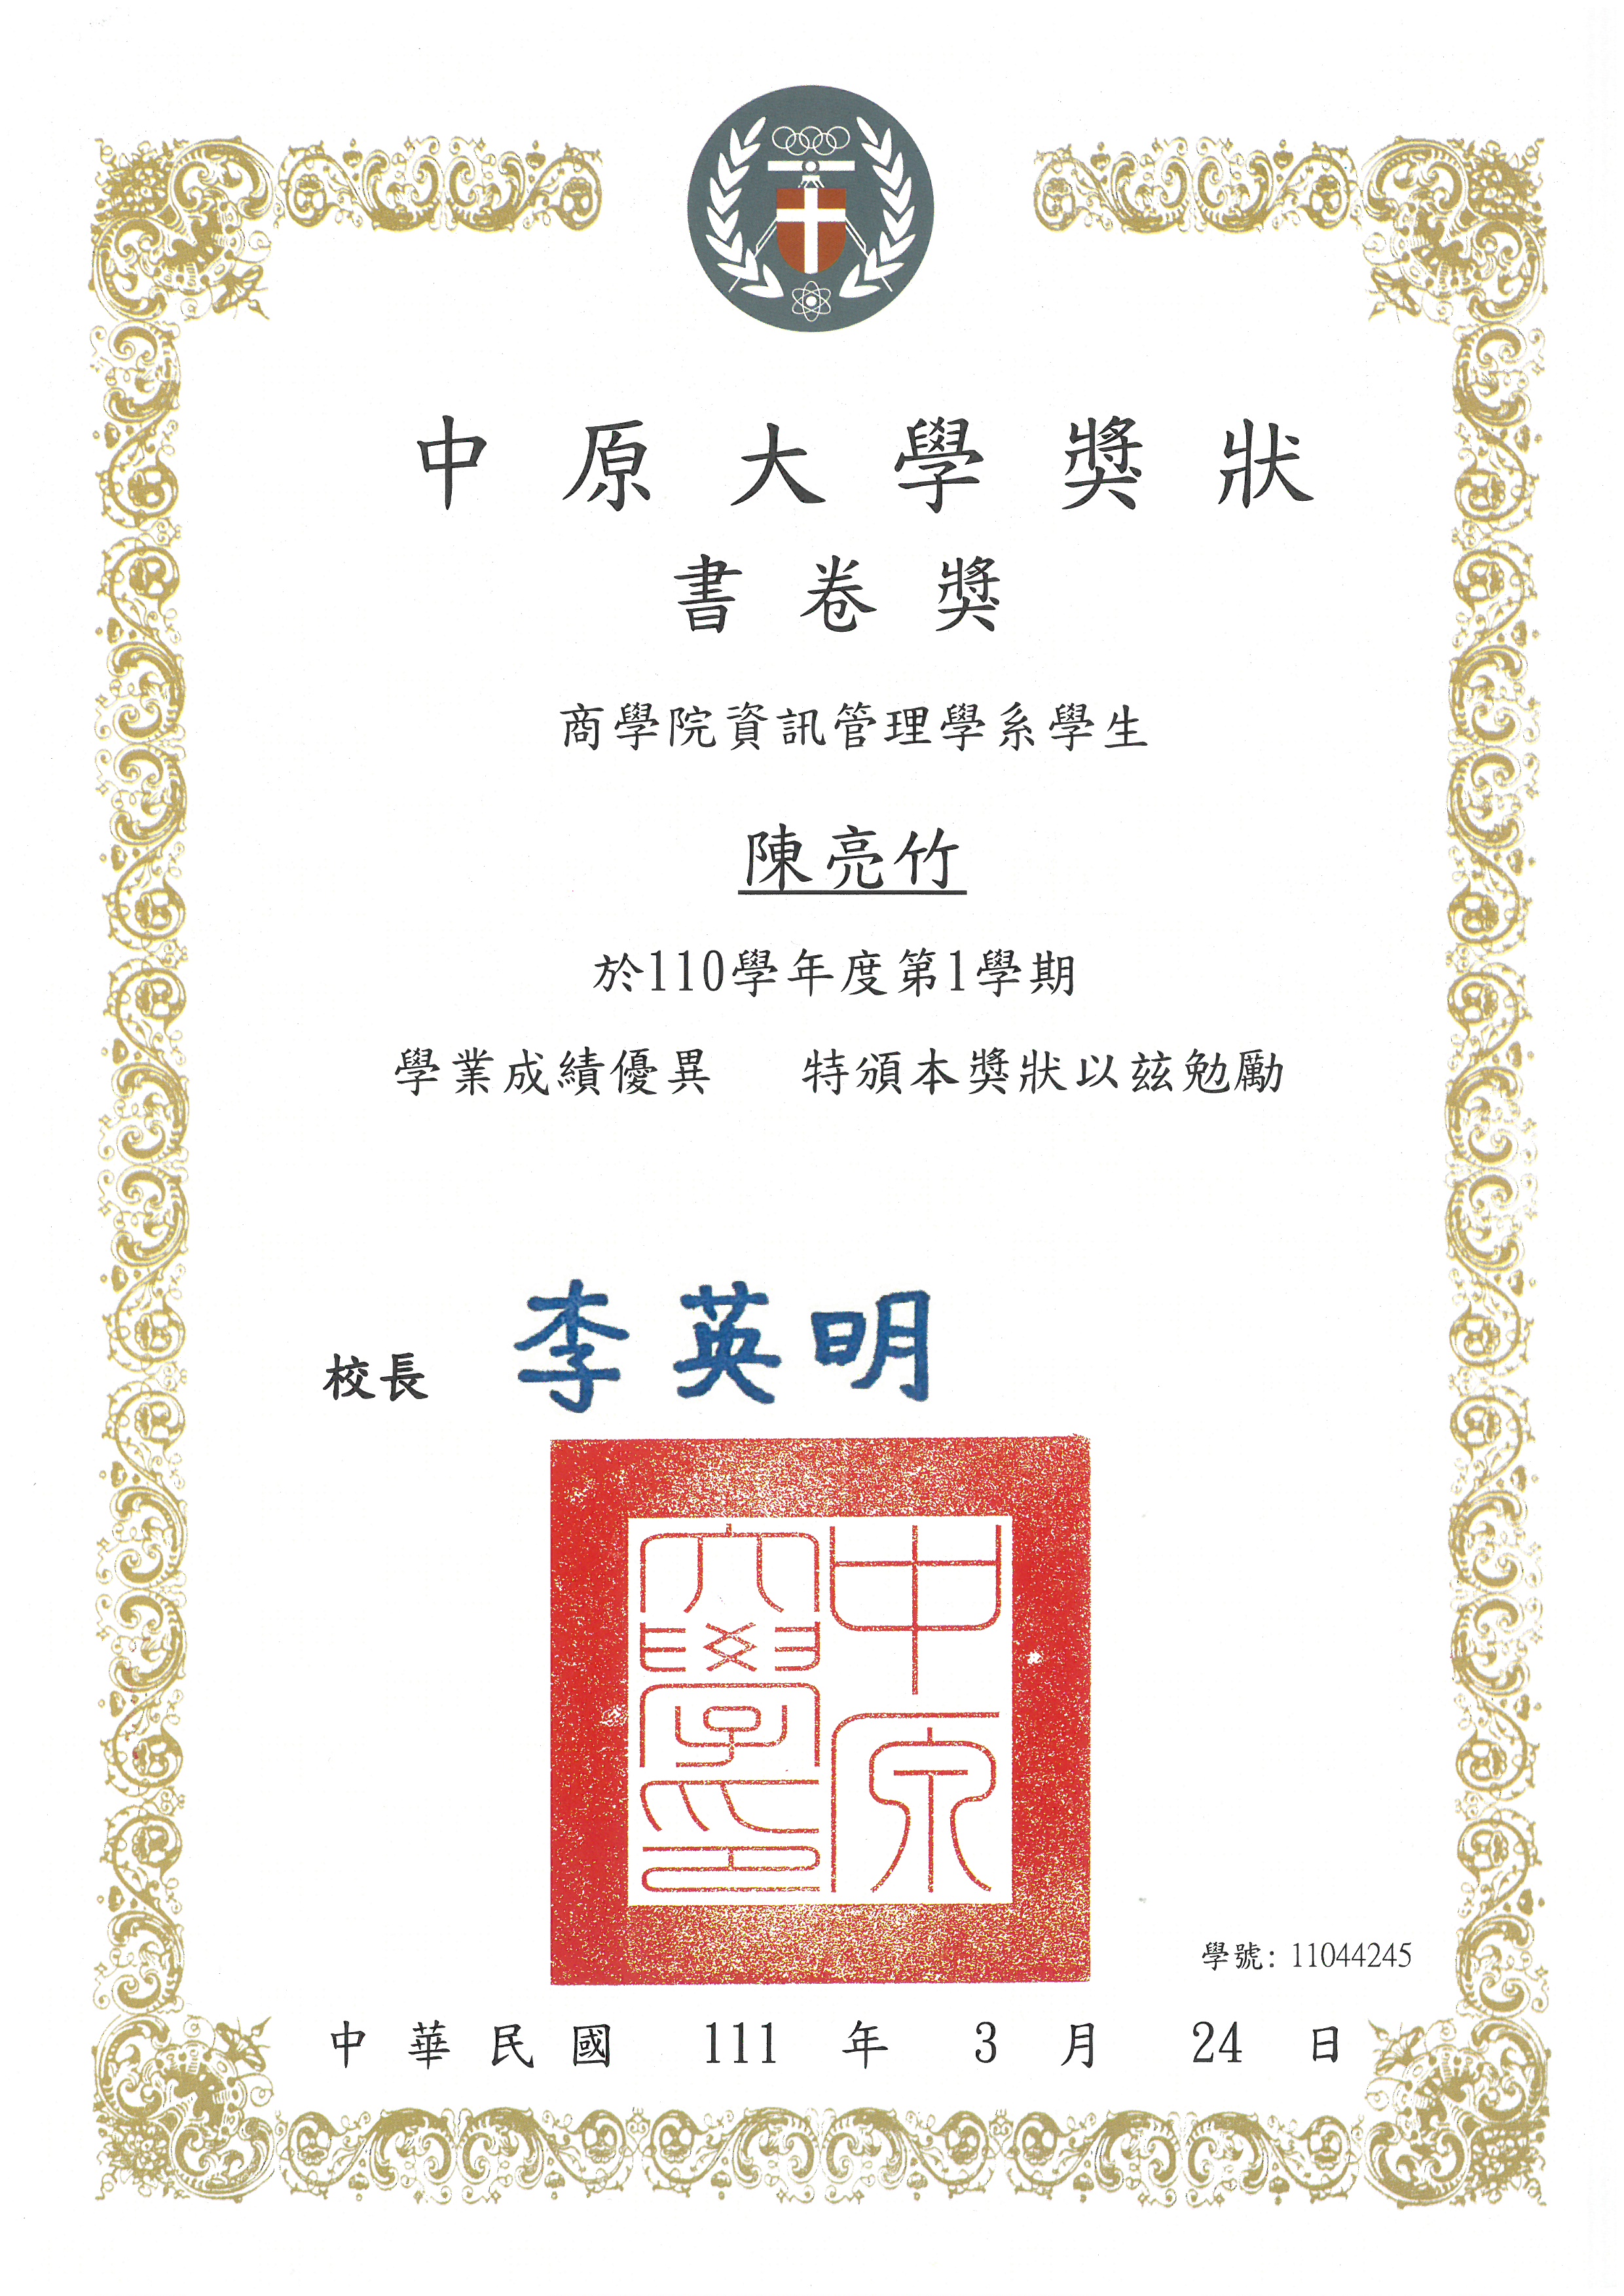 中原大學獎狀
書卷獎
商學院資訊管理學系學生
陳亮竹
於110學年度第1學期
學業成績優異 特頒本獎狀以玆勉勵
校長 李英明
中原
大學印
學號: 11044245
中華民國 111 年 3 月 24 日